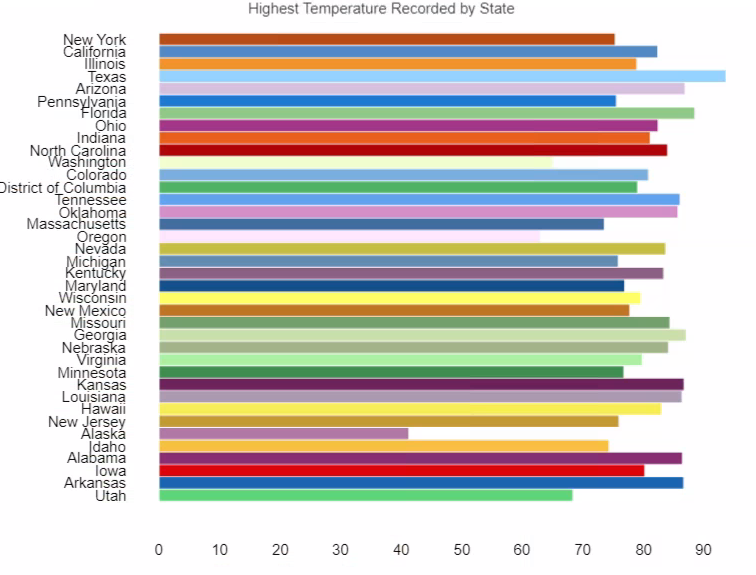 Highest Temperature Recorded by State
New York
California
Illinois
Texas
Arizona
Pennsylvania
Florida
Ohio
Indiana
North Carolina
Washington
Colorado
District of Columbia
Tennessee
Oklahoma
Massachusetts
Oregon
Nevada
Michigan
Kentucky
Maryland
Wisconsin
New Mexico
Missouri
Georgia
Nebraska
Virginia
Minnesota
Kansas
Louisiana
Hawaii
New Jersey
Alaska
Idaho
Alabama
Iowa
Arkansas
Utah
0 10 20 30 40 50 60 70 80 90